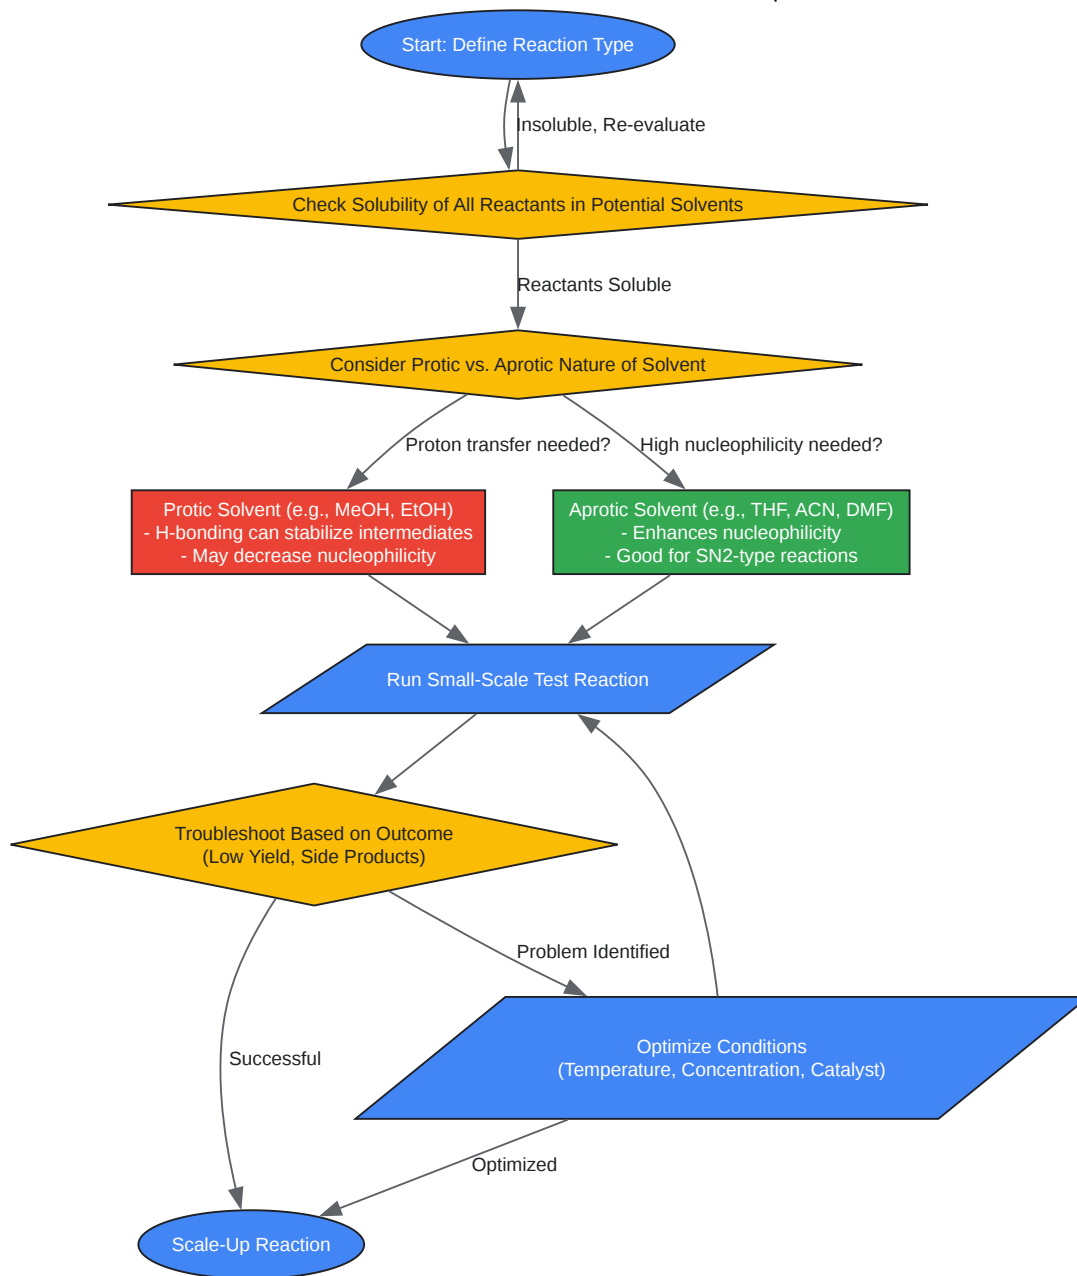 Start: Define Reaction Type
Insoluble, Re-evaluate
Check Solubility of All Reactants in Potential Solvents
Reactants Soluble
Consider Protic vs. Aprotic Nature of Solvent
Proton transfer needed?
High nucleophilicity needed?
Protic Solvent (e.g., MeOH, EtOH)
- H-bonding can stabilize intermediates
- May decrease nucleophilicity
Aprotic Solvent (e.g., THF, ACN, DMF)
- Enhances nucleophilicity
- Good for SN2-type reactions
Run Small-Scale Test Reaction
Troubleshoot Based on Outcome
(Low Yield, Side Products)
Problem Identified
Optimize Conditions
(Temperature, Concentration, Catalyst)
Successful
Optimized
Scale-Up Reaction